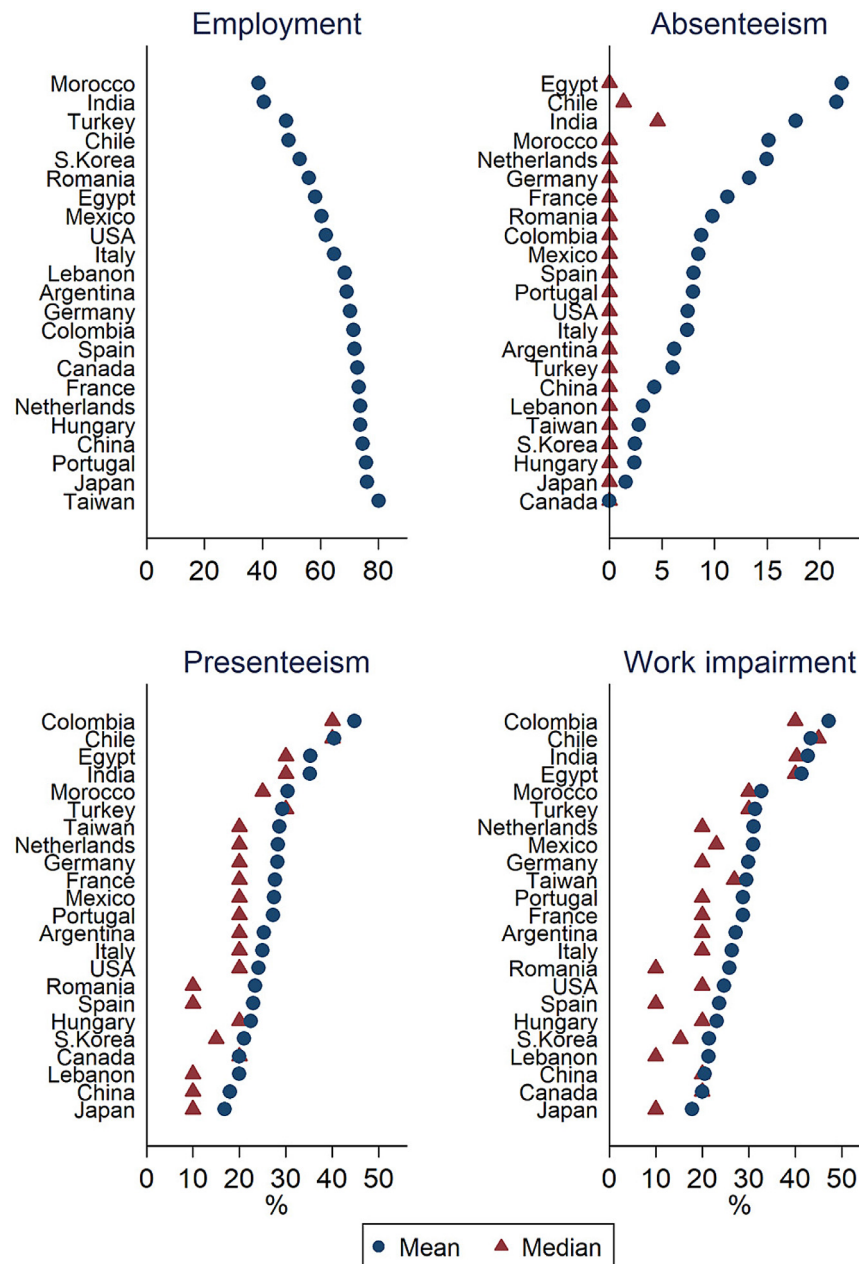 Employment
Morocco
India
Turkey
Chile
S.Korea
Romania
Egypt
Mexico
USA
Italy
Lebanon
Argentina
Germany
Colombia
Spain
Canada
France
Netherlands
Hungary
China
Portugal
Japan
Taiwan
0 20 40 60 80
Absenteeism
Egypt
Chile
India
Morocco
Netherlands
Germany
France
Romania
Colombia
Mexico
Spain
Portugal
USA
Italy
Argentina
Turkey
China
Lebanon
Taiwan
S.Korea
Hungary
Japan
Canada
0 5 10 15 20
Presenteeism
Colombia
Chile
Egypt
India
Morocco
Turkey
Taiwan
Netherlands
Germany
France
Mexico
Portugal
Argentina
Italy
USA
Romania
Spain
Hungary
S.Korea
Canada
Lebanon
China
Japan
0 10 20 30 40 50
%
Work impairment
Colombia
Chile
India
Egypt
Morocco
Turkey
Netherlands
Mexico
Germany
Taiwan
Portugal
France
Argentina
Italy
Romania
USA
Spain
Hungary
S.Korea
Lebanon
China
Canada
Japan
0 10 20 30 40 50
%
Mean Median